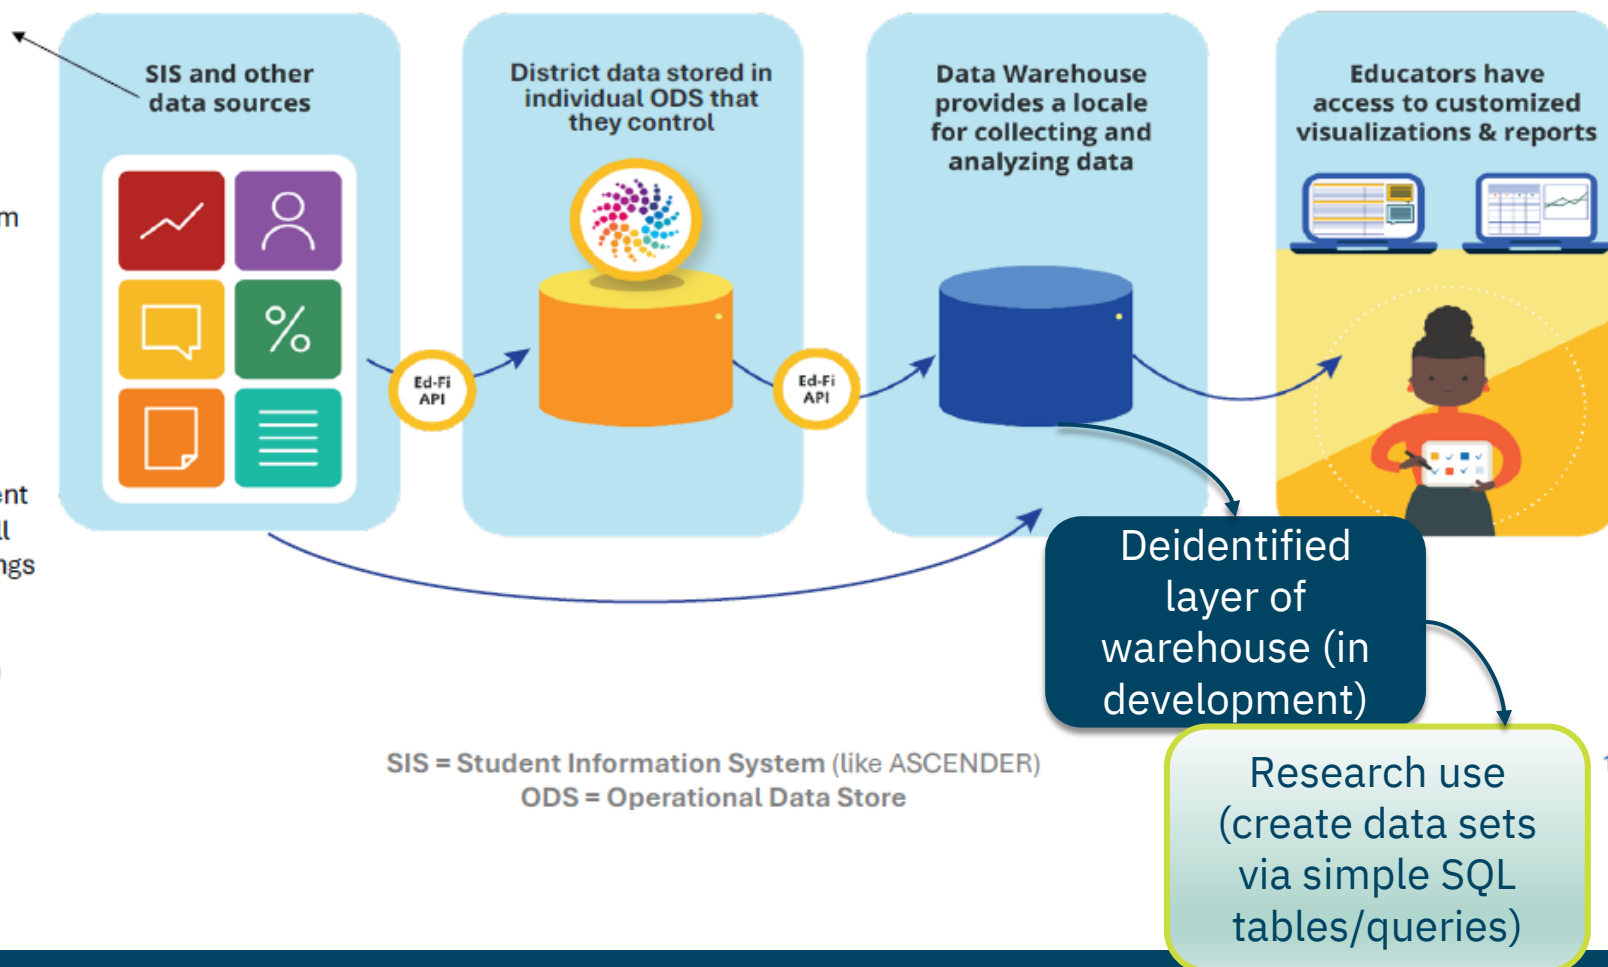 SIS and other
data sources
District data stored in
individual ODS that
they control
Data Warehouse
provides a locale
for collecting and
analyzing data
Educators have
access to customized
visualizations & reports
%
Ed-Fi
API
Ed-Fi
API
Deidentified
layer of
warehouse (in
development)
SIS = Student Information System (like ASCENDER)
ODS = Operational Data Store
Research use
(create data sets
via simple SQL
tables/queries)